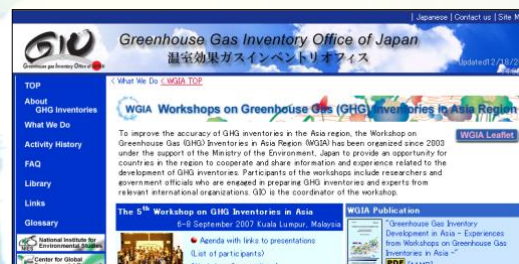 | Japanese | Contact us | Site M
GIO
Greenhouse Gas Inventory Office of Japan
Greenhouse Gas Inventory Office of Japan
温室効果ガスインベントリオフィス
Updated12/18/2
TOP
< What We Do < WGIA TOP
About
GHG Inventories
What We Do
Activity History
FAQ
Library
Links
Glossary
National Institute for
Environmental Studies
Center for Global
WGIA Workshops on Greenhouse Gas (GHG) Inventories in Asia Region
To improve the accuracy of GHG inventories in the Asia region, the Workshop on
Greenhouse Gas (GHG) Inventories in Asia Region (WGIA) has been organized since 2003
under the support of the Ministry of the Environment, Japan to provide an opportunity for
countries in the region to cooperate and share information and experience related to the
development of GHG inventories. Participants of the workshops include researchers and
government officials who are engaged in preparing GHG inventories and experts from
relevant international organizations. GIO is the coordinator of the workshop.
WGIA Leaflet
The 5th Workshop on GHG Inventories in Asia
6-8 September 2007 Kuala Lumpur, Malaysia
Agenda with links to presentations
(List of participants)
WGIA Publication
"Greenhouse Gas Inventory
Development in Asia - Experiences
from Workshops on Greenhouse Gas
Inventories in Asia -"
PDF